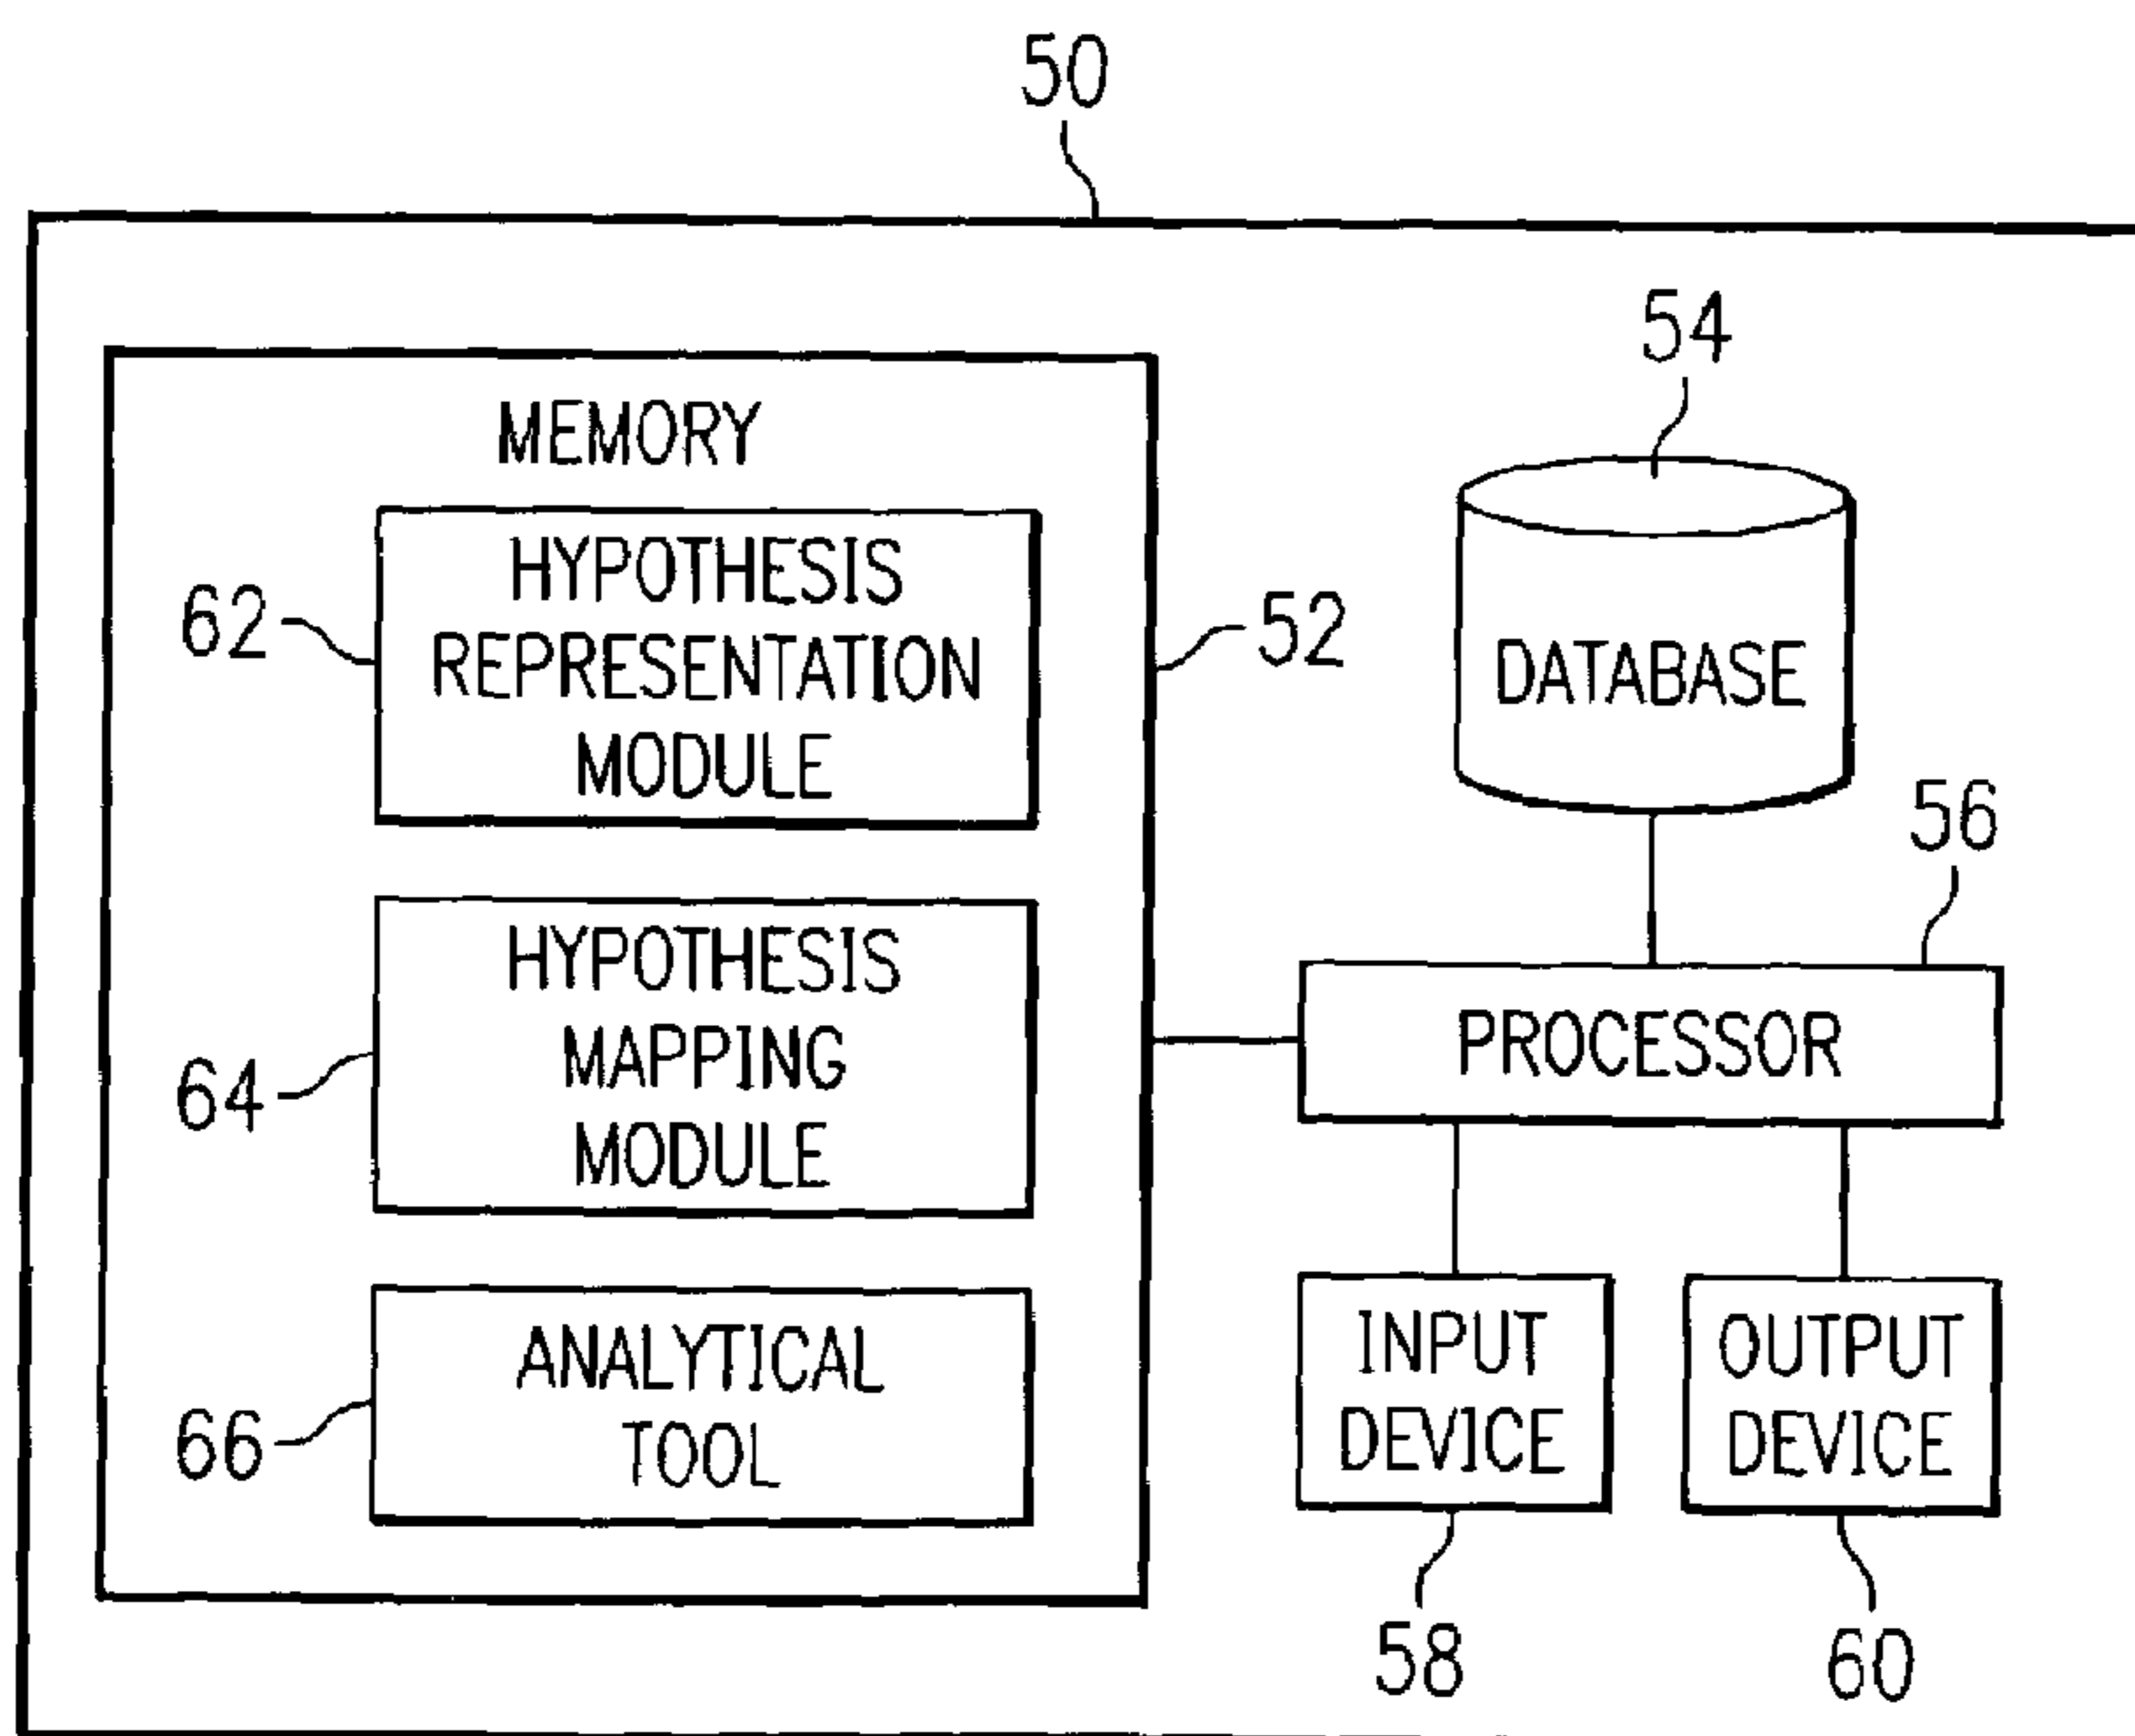 50
54
MEMORY
HYPOTHESIS
REPRESENTATION
MODULE
62
52
DATABASE
56
HYPOTHESIS
MAPPING
MODULE
64
PROCESSOR
ANALYTICAL
TOOL
66
INPUT
DEVICE
OUTPUT
DEVICE
58
60